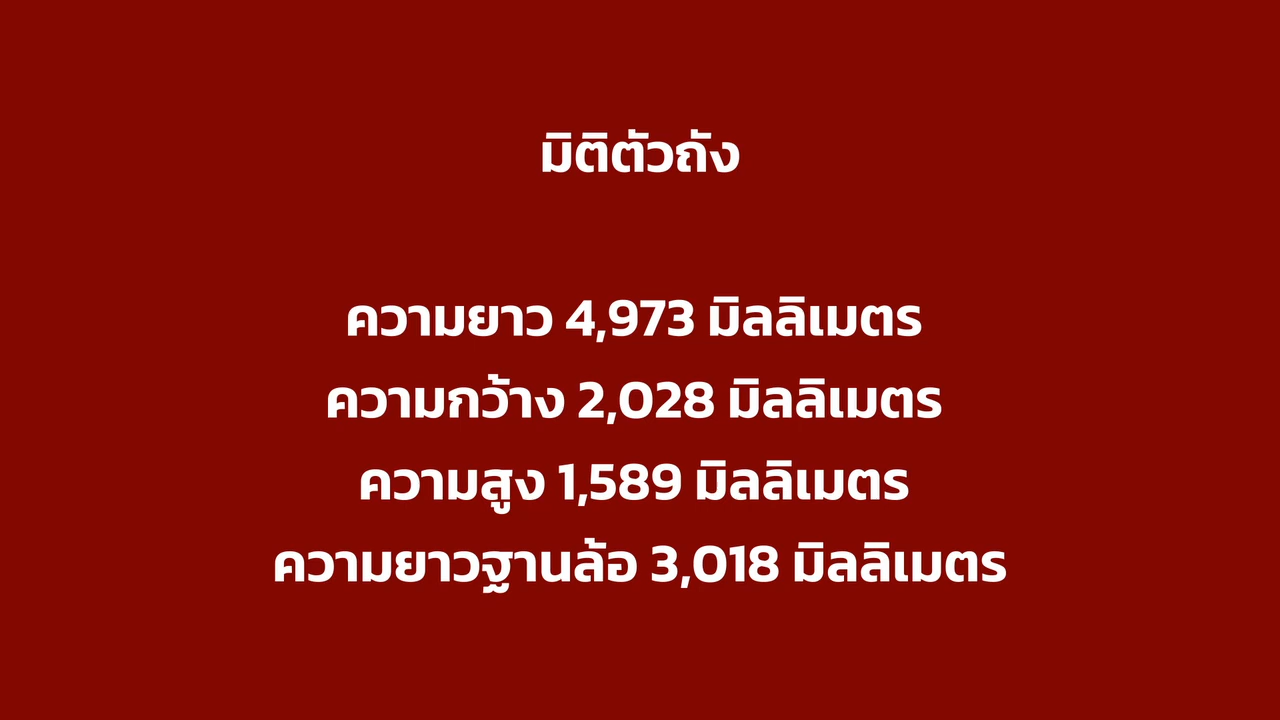 มิติตัวถัง
ความยาว 4,973 มิลลิเมตร
ความกว้าง 2,028 มิลลิเมตร
ความสูง 1,589 มิลลิเมตร
ความยาวฐานล้อ 3,018 มิลลิเมตร